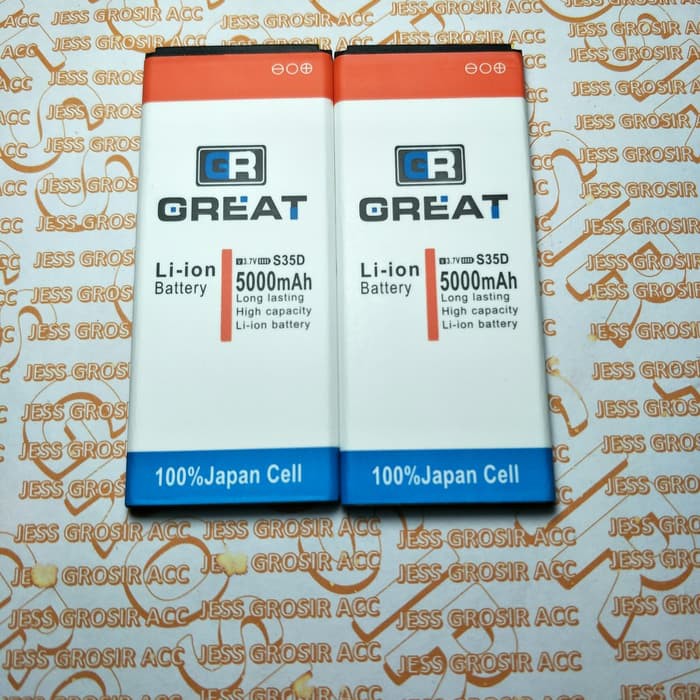 GR
GREAT
Li-ion
Battery
3.7V S35D
5000mAh
Long lasting
High capacity
Li-ion battery
100%Japan Cell
GR
GREAT
Li-ion
Battery
3.7V S35D
5000mAh
Long lasting
High capacity
Li-ion battery
100%Japan Cell
JESS GROSIR ACC